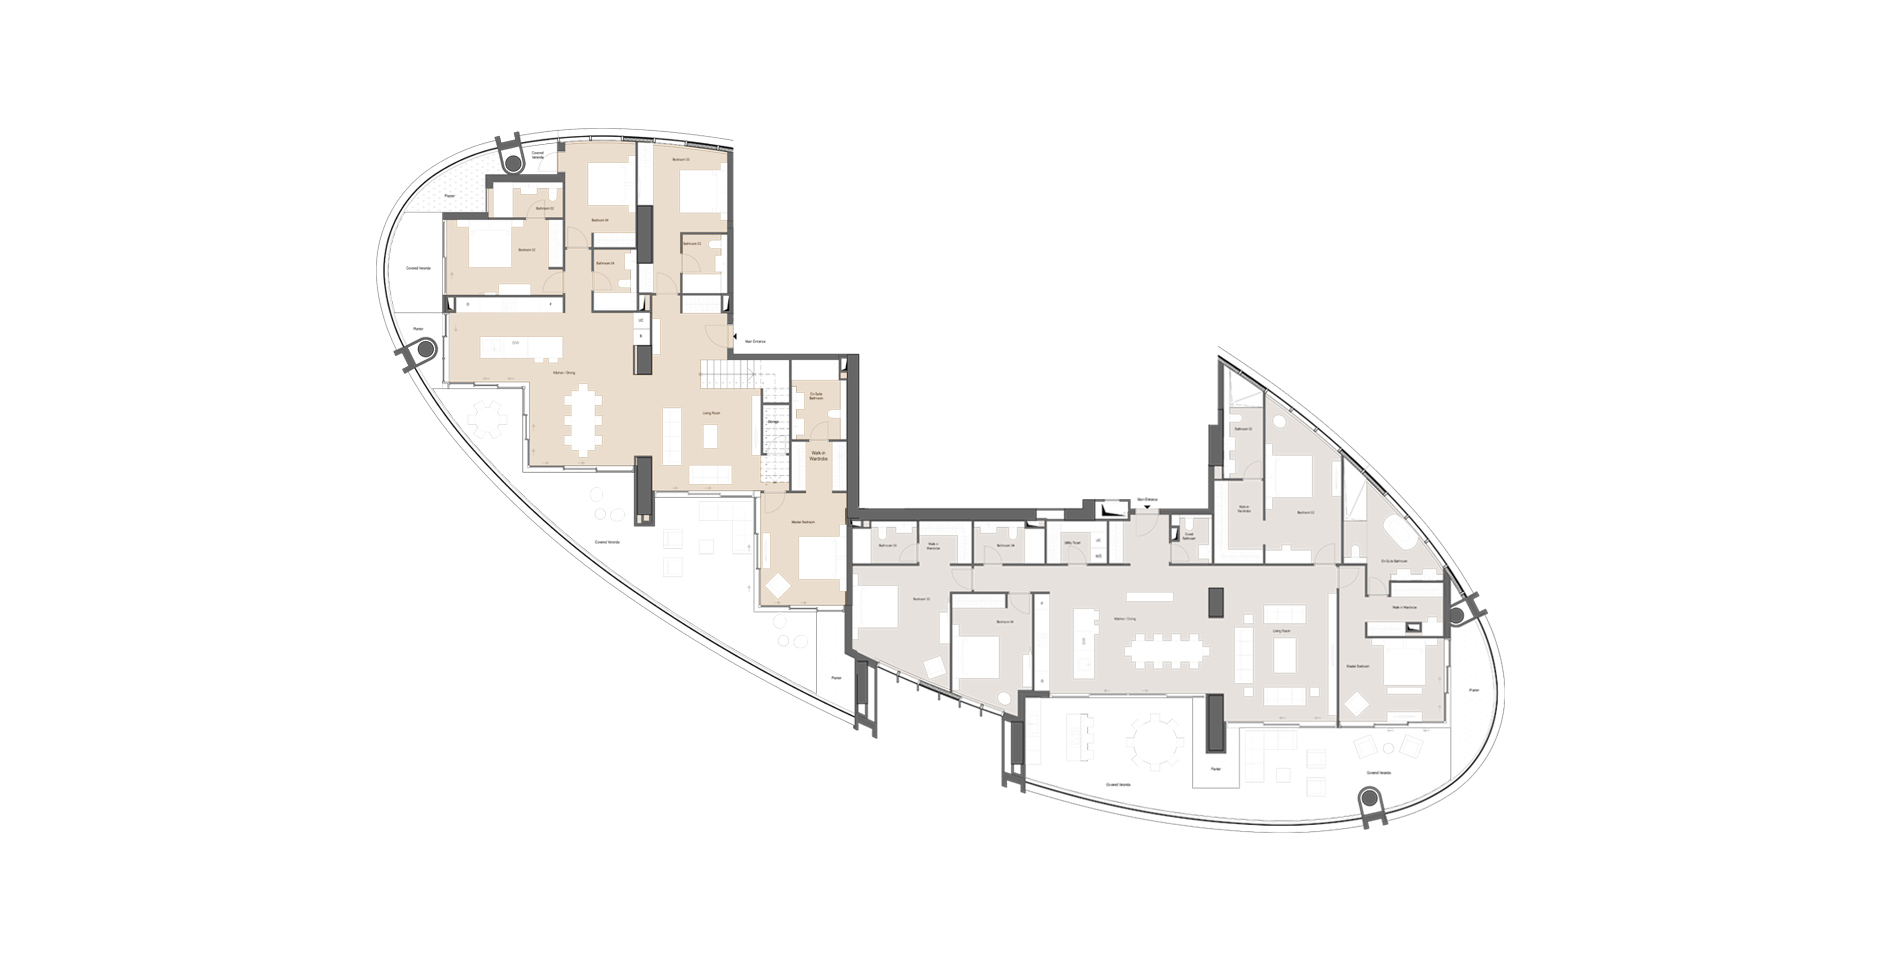 Covered
Veranda
Bedroom 03
Planter
Bathroom 02
Bedroom 04
Bathroom 03
Bedroom 02
Bathroom 04
Covered Veranda
D
F
UC
B
Planter
Main Entrance
Kitchen / Dining
En-Suite
Bathroom
Living Room
Storage
Walk-in
Wardrobe
Master Bedroom
Covered Veranda
Planter
Main Entrance
Bathroom 02
Walk-in
Wardrobe
Bedroom 02
Bathroom 03
Walk-in
Wardrobe
Bathroom 04
Utility Room
UC
Guest
Bathroom
En-Suite Bathroom
Bedroom 03
Bedroom 04
F
D
Kitchen / Dining
Living Room
Walk-in Wardrobe
Master Bedroom
Planter
Planter
Covered Veranda
Covered Veranda